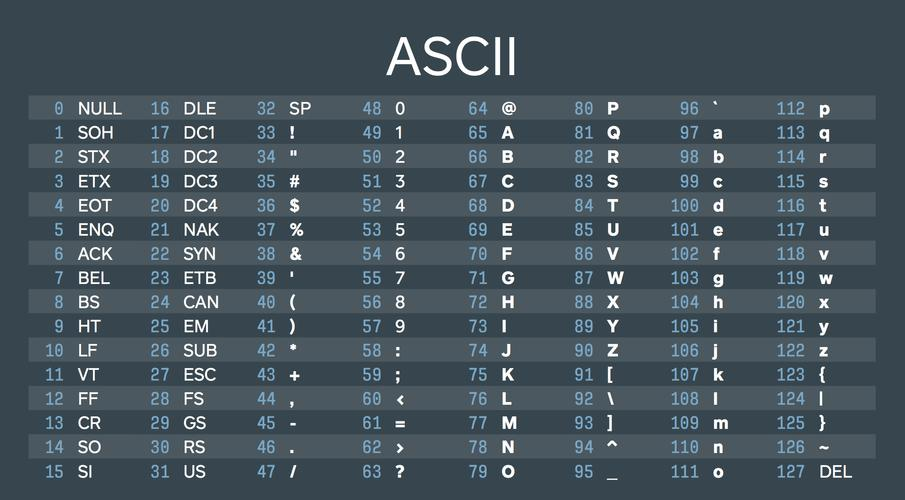 ASCII
0 NULL 16 DLE 32 SP 48 0 64 @ 80 P 96 ` 112 p
1 SOH 17 DC1 33 ! 49 1 65 A 81 Q 97 a 113 q
2 STX 18 DC2 34 " 50 2 66 B 82 R 98 b 114 r
3 ETX 19 DC3 35 # 51 3 67 C 83 S 99 c 115 s
4 EOT 20 DC4 36 $ 52 4 68 D 84 T 100 d 116 t
5 ENQ 21 NAK 37 % 53 5 69 E 85 U 101 e 117 u
6 ACK 22 SYN 38 & 54 6 70 F 86 V 102 f 118 v
7 BEL 23 ETB 39 ' 55 7 71 G 87 W 103 g 119 w
8 BS 24 CAN 40 ( 56 8 72 H 88 X 104 h 120 x
9 HT 25 EM 41 ) 57 9 73 I 89 Y 105 i 121 y
10 LF 26 SUB 42 * 58 : 74 J 90 Z 106 j 122 z
11 VT 27 ESC 43 + 59 ; 75 K 91 [ 107 k 123 {
12 FF 28 FS 44 , 60 < 76 L 92 \ 108 l 124 |
13 CR 29 GS 45 - 61 = 77 M 93 ] 109 m 125 }
14 SO 30 RS 46 . 62 > 78 N 94 ^ 110 n 126 ~
15 SI 31 US 47 / 63 ? 79 O 95 _ 111 o 127 DEL